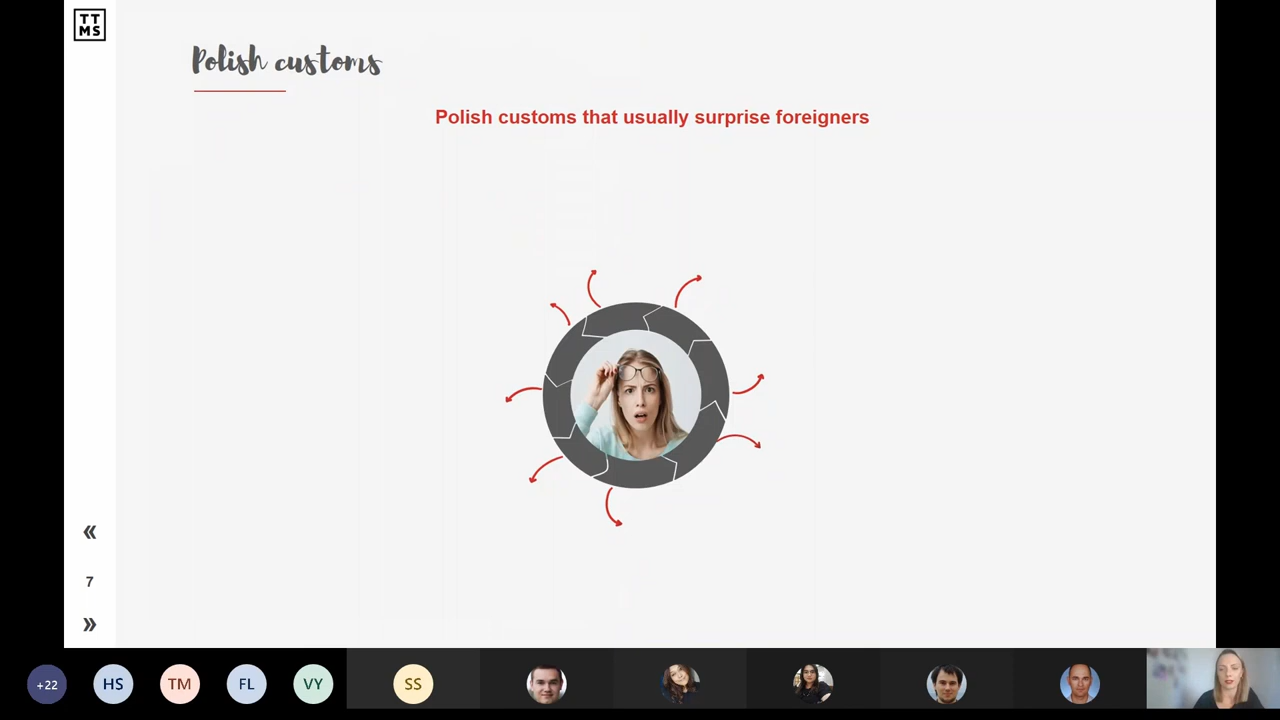 TT
MS
Polish customs
Polish customs that usually surprise foreigners
«
7
»
+22
HS
TM
FL
VY
SS